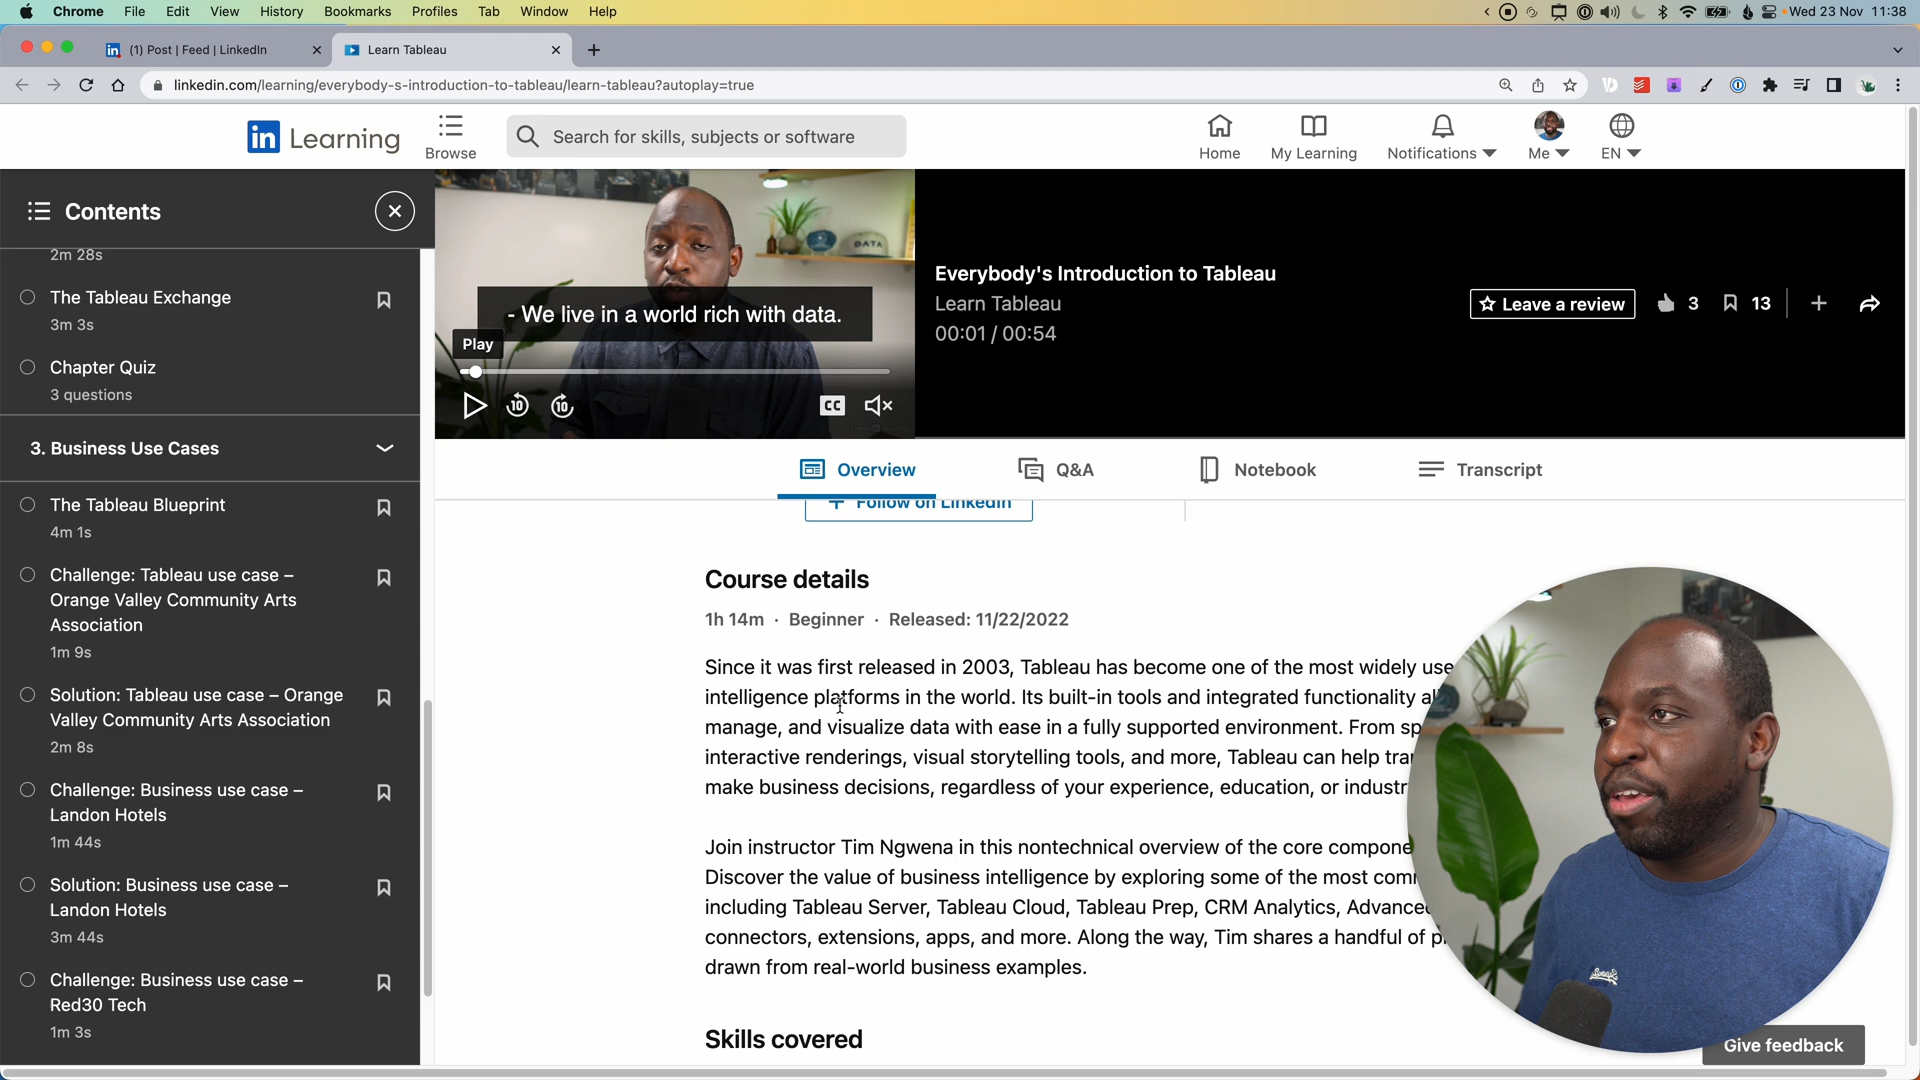 Chrome File Edit View History Bookmarks Profiles Tab Window Help Wed 23 Nov 11:38
(1) Post | Feed | LinkedIn
Learn Tableau
linkedin.com/learning/everybody-s-introduction-to-tableau/learn-tableau?autoplay=true
in Learning
Browse
Search for skills, subjects or software
Home
My Learning
Notifications
Me
EN
Contents
2m 28s
The Tableau Exchange
3m 3s
Chapter Quiz
3 questions
3. Business Use Cases
The Tableau Blueprint
4m 1s
Challenge: Tableau use case –
Orange Valley Community Arts
Association
1m 9s
Solution: Tableau use case – Orange
Valley Community Arts Association
2m 8s
Challenge: Business use case –
Landon Hotels
1m 44s
Solution: Business use case –
Landon Hotels
3m 44s
Challenge: Business use case –
Red30 Tech
1m 3s
DATA
- We live in a world rich with data.
Play
10
10
CC
Everybody's Introduction to Tableau
Learn Tableau
00:01 / 00:54
Leave a review
3
13
Overview
Q&A
Notebook
Transcript
+ Follow on LinkedIn
Course details
1h 14m · Beginner · Released: 11/22/2022
Since it was first released in 2003, Tableau has become one of the most widely use
intelligence platforms in the world. Its built-in tools and integrated functionality al
manage, and visualize data with ease in a fully supported environment. From sp
interactive renderings, visual storytelling tools, and more, Tableau can help tra
make business decisions, regardless of your experience, education, or industr
Join instructor Tim Ngwena in this nontechnical overview of the core compone
Discover the value of business intelligence by exploring some of the most com
including Tableau Server, Tableau Cloud, Tableau Prep, CRM Analytics, Advance
connectors, extensions, apps, and more. Along the way, Tim shares a handful of p
drawn from real-world business examples.
Skills covered
Give feedback